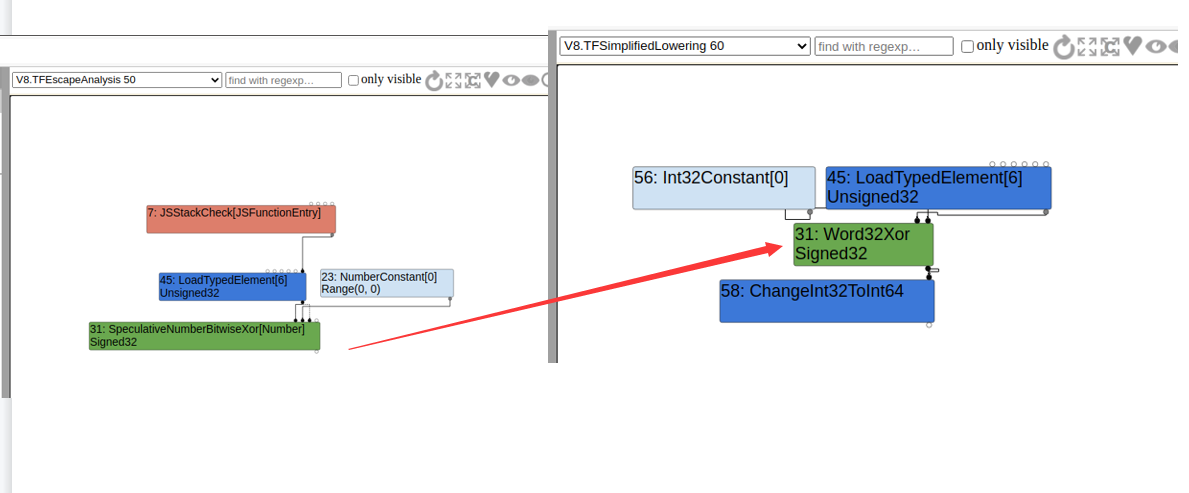 V8.TFEscapeAnalysis 50
find with regexp…
only visible
7: JSStackCheck[JSFunctionEntry]
45: LoadTypedElement[6]
Unsigned32
23: NumberConstant[0]
Range(0, 0)
31: SpeculativeNumberBitwiseXor[Number]
Signed32
V8.TFSimplifiedLowering 60
find with regexp…
only visible
56: Int32Constant[0]
45: LoadTypedElement[6]
Unsigned32
31: Word32Xor
Signed32
58: ChangeInt32ToInt64